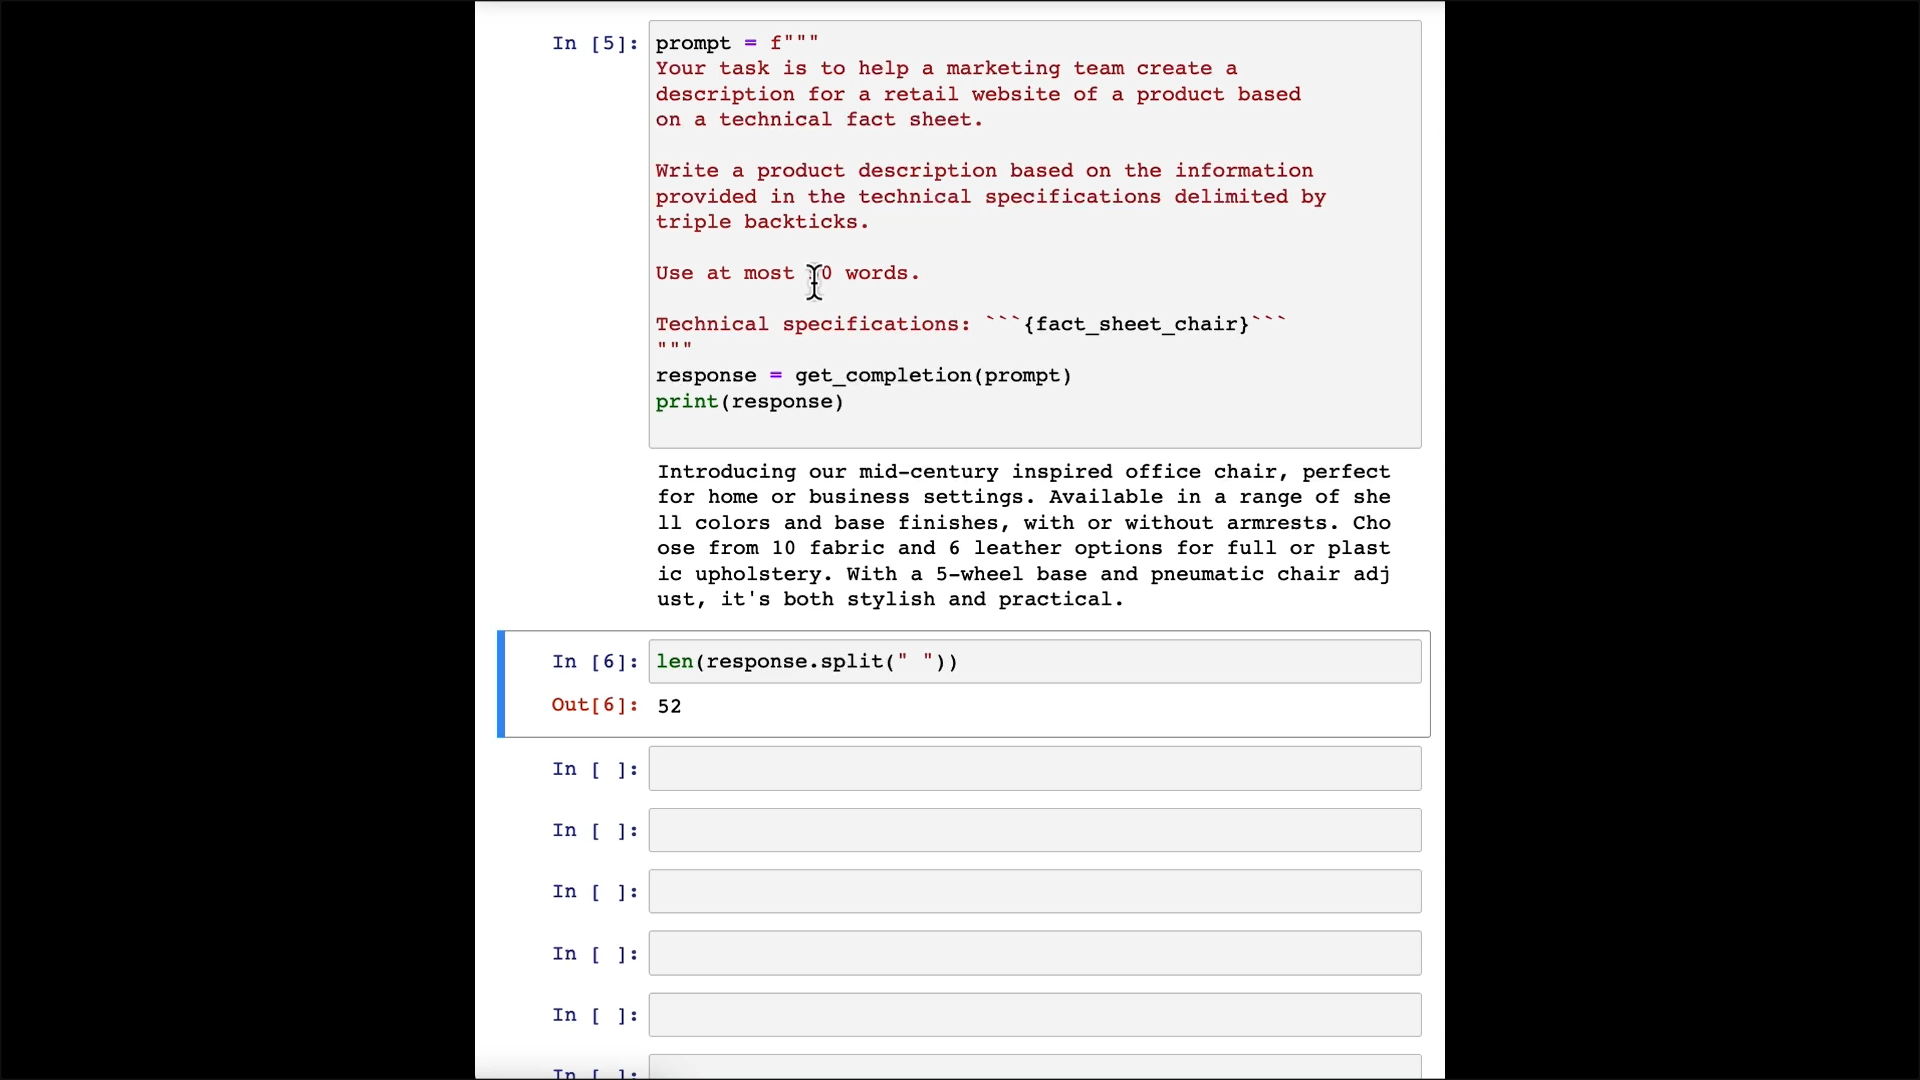 In [5]: prompt = f"""
Your task is to help a marketing team create a
description for a retail website of a product based
on a technical fact sheet.
Write a product description based on the information
provided in the technical specifications delimited by
triple backticks.
Use at most words.
Technical specifications: ```{fact_sheet_chair}```
"""
response = get_completion(prompt)
print(response)
Introducing our mid-century inspired office chair, perfect
for home or business settings. Available in a range of she
ll colors and base finishes, with or without armrests. Cho
ose from 10 fabric and 6 leather options for full or plast
ic upholstery. With a 5-wheel base and pneumatic chair adj
ust, it's both stylish and practical.
In [6]: len(response.split(" "))
Out[6]: 52
In [ ]:
In [ ]:
In [ ]:
In [ ]:
In [ ]:
In [ ]: